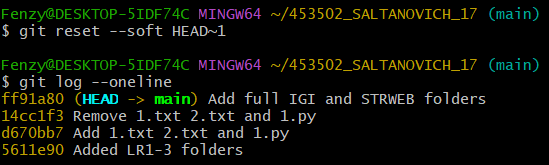 Fenzy@DESKTOP-5IDF74C MINGW64 ~/453502_SALTANOVICH_17 (main)
$ git reset --soft HEAD~1
Fenzy@DESKTOP-5IDF74C MINGW64 ~/453502_SALTANOVICH_17 (main)
$ git log --oneline
ff91a80 (HEAD -> main) Add full IGI and STRWEB folders
14cc1f3 Remove 1.txt 2.txt and 1.py
d670bb7 Add 1.txt 2.txt and 1.py
5611e90 Added LR1-3 folders